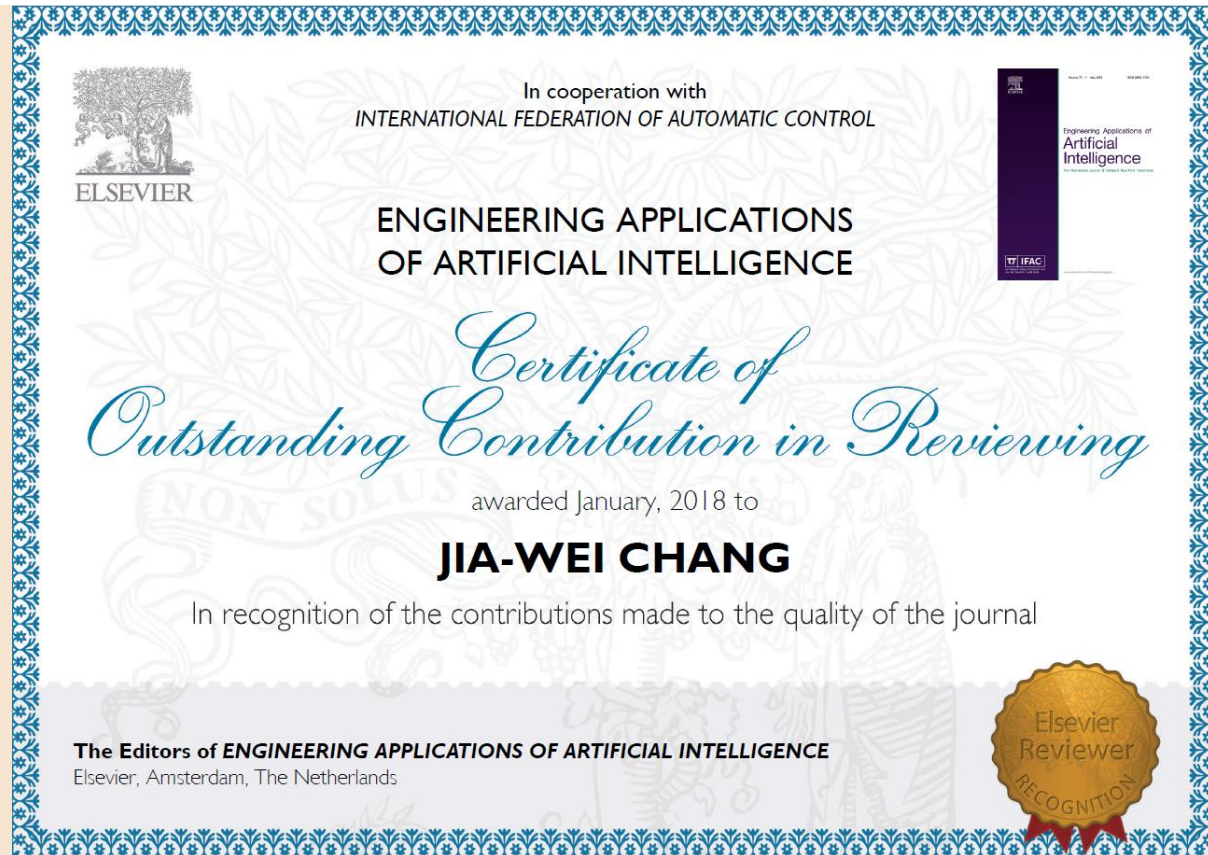 In cooperation with
INTERNATIONAL FEDERATION OF AUTOMATIC CONTROL
ELSEVIER
Engineering Applications of
Artificial
Intelligence
IFAC
ENGINEERING APPLICATIONS
OF ARTIFICIAL INTELLIGENCE
Certificate of
Outstanding Contribution in Reviewing
NON SOLUS
awarded January, 2018 to
JIA-WEI CHANG
In recognition of the contributions made to the quality of the journal
The Editors of ENGINEERING APPLICATIONS OF ARTIFICIAL INTELLIGENCE
Elsevier, Amsterdam, The Netherlands
Elsevier
Reviewer
RECOGNITION